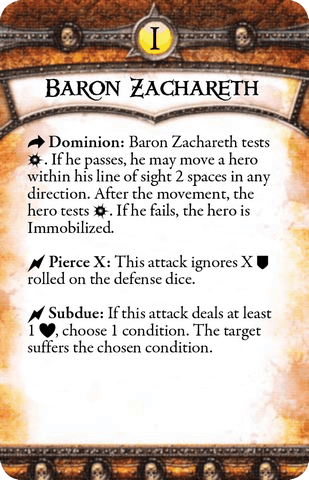 I
BARON ZACHARETH
Dominion: Baron Zachareth tests
. If he passes, he may move a hero
within his line of sight 2 spaces in any
direction. After the movement, the
hero tests . If he fails, the hero is
Immobilized.
Pierce X: This attack ignores X
rolled on the defense dice.
Subdue: If this attack deals at least
1 , choose 1 condition. The target
suffers the chosen condition.